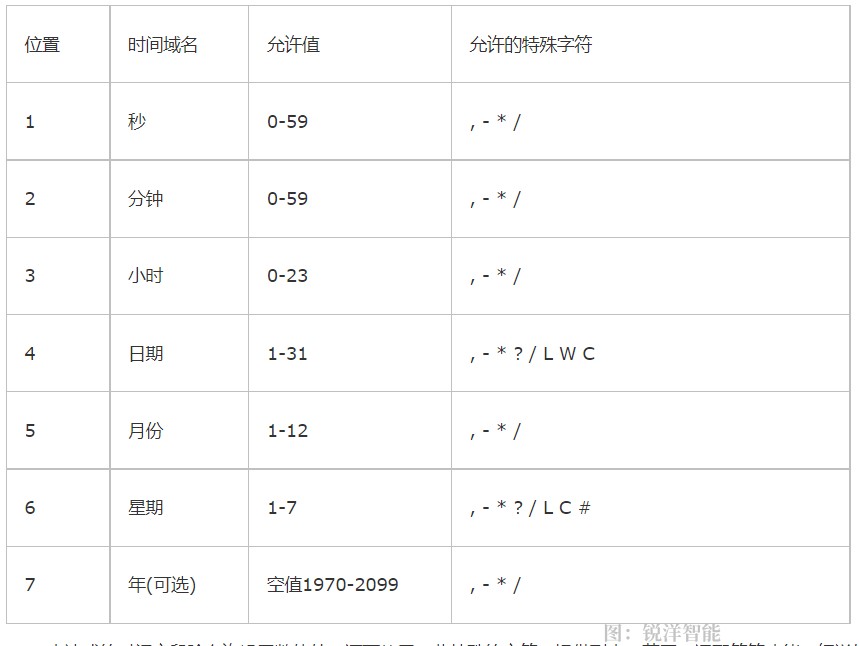 位置 时间域名 允许值 允许的特殊字符
1 秒 0-59 , - * /
2 分钟 0-59 , - * /
3 小时 0-23 , - * /
4 日期 1-31 , - * ? / L W C
5 月份 1-12 , - * /
6 星期 1-7 , - * ? / L C #
7 年(可选) 空值1970-2099 , - * /
图：锐洋智能